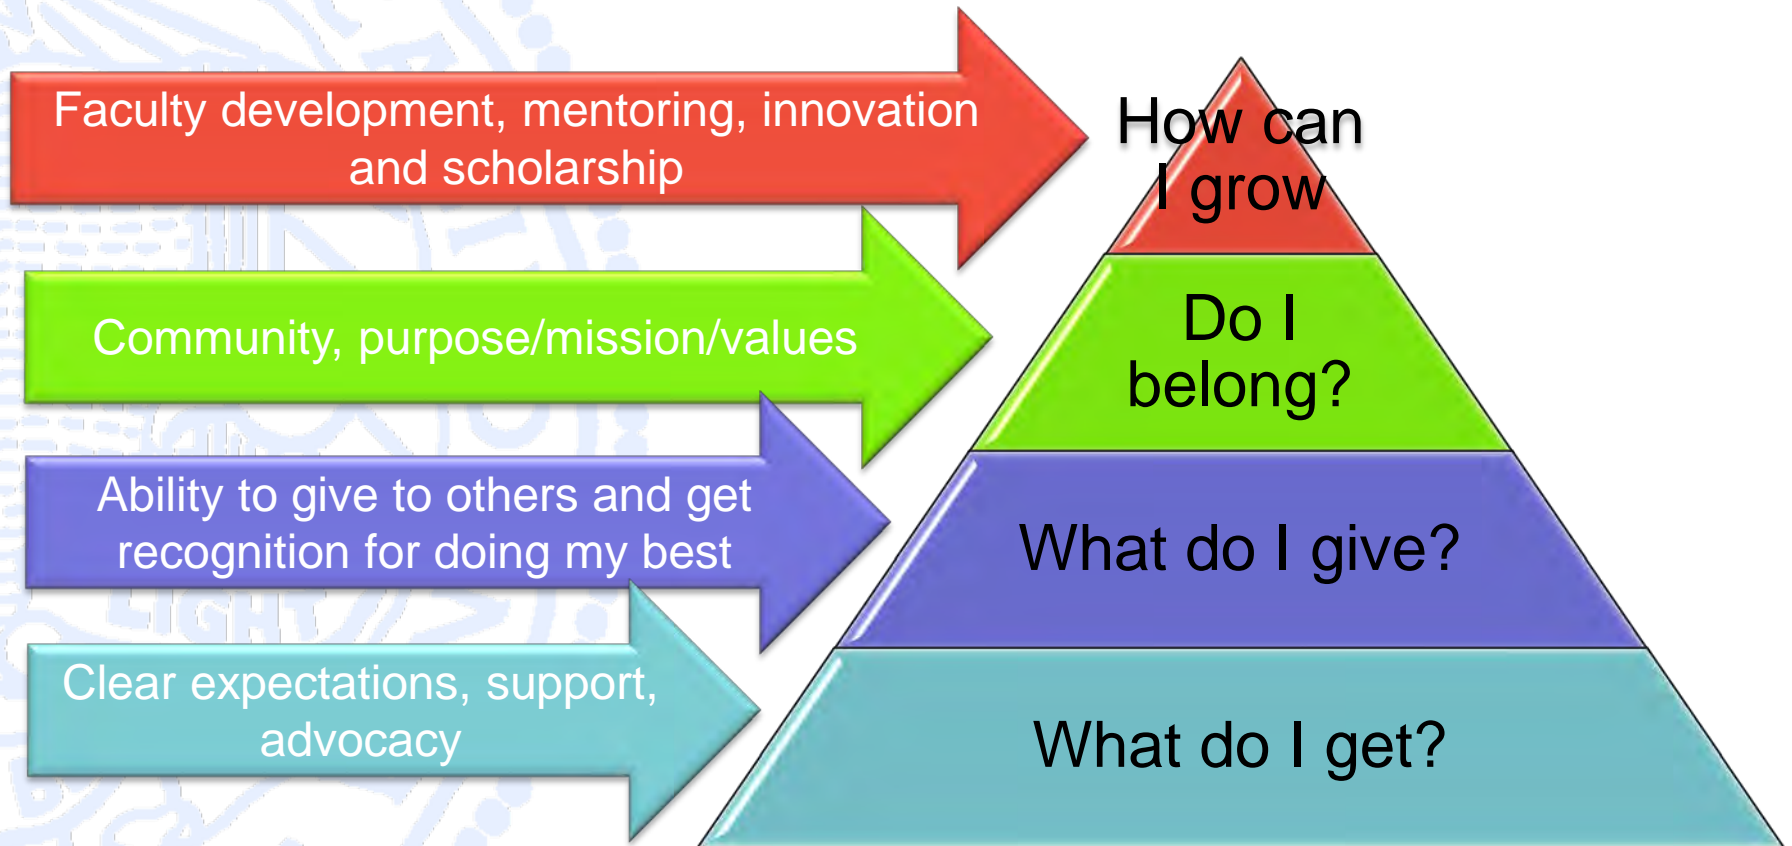 Faculty development, mentoring, innovation
and scholarship
How can
I grow
Community, purpose/mission/values
Do I
belong?
Ability to give to others and get
recognition for doing my best
What do I give?
Clear expectations, support,
advocacy
What do I get?
LIGHT